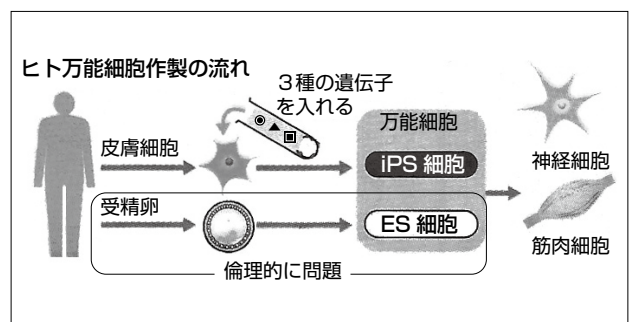 ヒト万能細胞作製の流れ
3種の遺伝子
を入れる
皮膚細胞
万能細胞
iPS 細胞
神経細胞
受精卵
ES 細胞
筋肉細胞
倫理的に問題